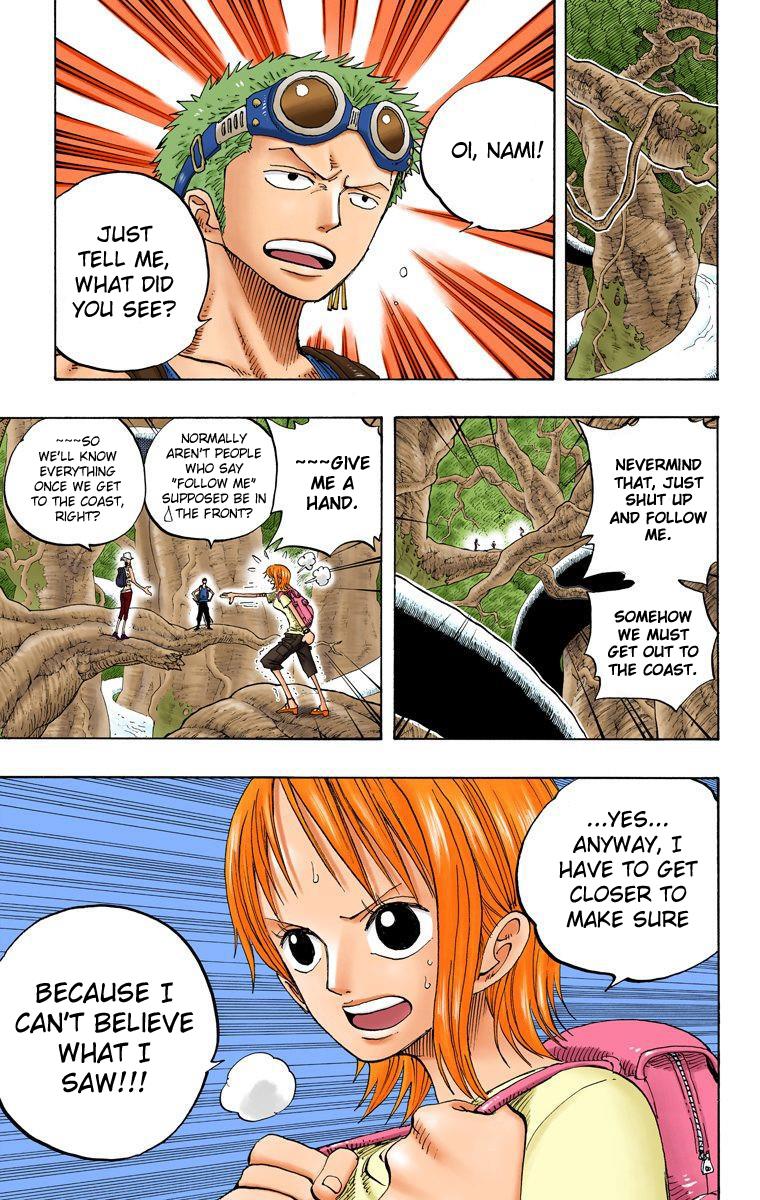 OI, NAMI!
JUST
TELL ME,
WHAT DID
YOU SEE?
NEVERMIND
THAT, JUST
SHUT UP
AND FOLLOW
ME.
SOMEHOW
WE MUST
GET OUT TO
THE COAST.
~~~GIVE
ME A
HAND.
NORMALLY
AREN'T PEOPLE
WHO SAY
"FOLLOW ME"
SUPPOSED BE IN
THE FRONT?
~~~SO
WE'LL KNOW
EVERYTHING
ONCE WE GET
TO THE COAST,
RIGHT?
...YES...
ANYWAY, I
HAVE TO GET
CLOSER TO
MAKE SURE
BECAUSE I
CAN'T BELIEVE
WHAT I
SAW!!!